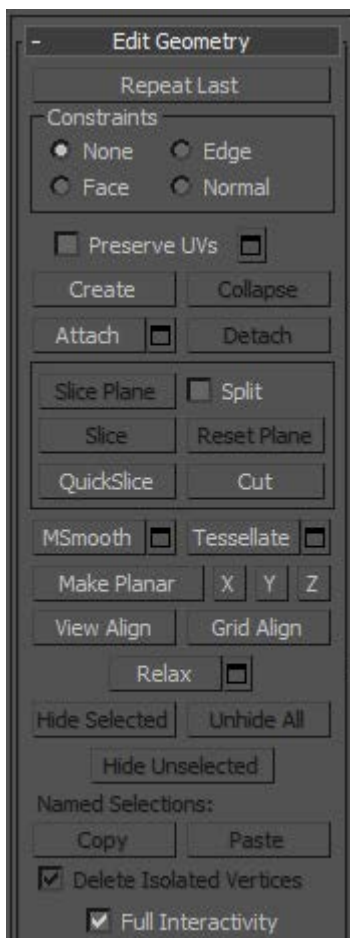 - Edit Geometry
Repeat Last
Constraints
None Edge
Face Normal
Preserve UVs
Create Collapse
Attach Detach
Slice Plane Split
Slice Reset Plane
QuickSlice Cut
MSmooth Tessellate
Make Planar X Y Z
View Align Grid Align
Relax
Hide Selected Unhide All
Hide Unselected
Named Selections:
Copy Paste
Delete Isolated Vertices
Full Interactivity